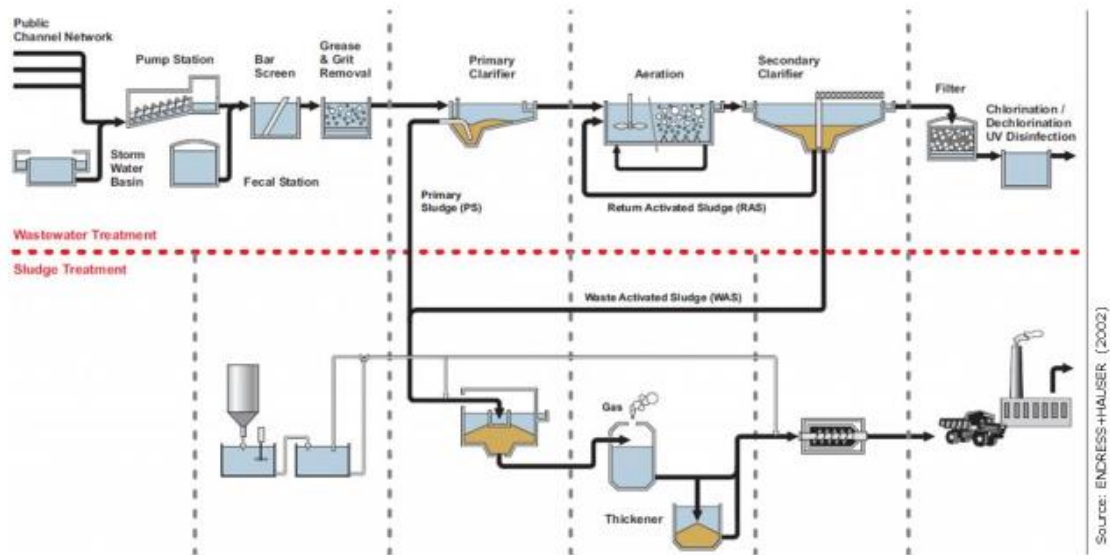 Public
Channel Network
Pump Station
Bar
Screen
Grease
& Grit
Removal
Primary
Clarifier
Aeration
Secondary
Clarifier
Filter
Chlorination /
Dechlorination
UV Disinfection
Storm
Water
Basin
Fecal Station
Primary
Sludge (PS)
Return Activated Sludge (RAS)
Wastewater Treatment
Sludge Treatment
Waste Activated Sludge (WAS)
Gas
Thickener
Source: ENDRESS+HAUSER (2002)